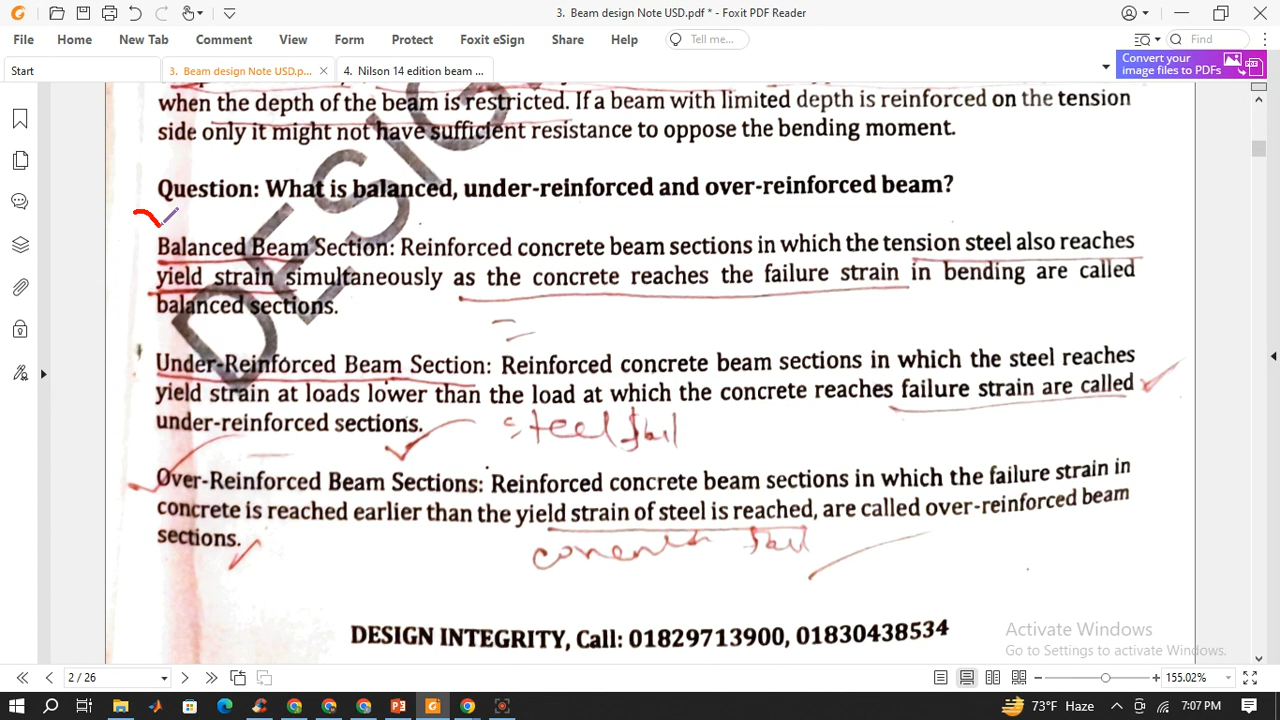 3. Beam design Note USD.pdf * - Foxit PDF Reader
File Home New Tab Comment View Form Protect Foxit eSign Share Help Tell me... Find
Start 3. Beam design Note USD.p... × 4. Nilson 14 edition beam ... Convert your
image files to PDFs
when the depth of the beam is restricted. If a beam with limited depth is reinforced on the tension
side only it might not have sufficient resistance to oppose the bending moment.
Question: What is balanced, under-reinforced and over-reinforced beam?
Balanced Beam Section: Reinforced concrete beam sections in which the tension steel also reaches
yield strain simultaneously as the concrete reaches the failure strain in bending are called
balanced sections.
Under-Reinforced Beam Section: Reinforced concrete beam sections in which the steel reaches
yield strain at loads lower than the load at which the concrete reaches failure strain are called
under-reinforced sections.
steel fail
Over-Reinforced Beam Sections: Reinforced concrete beam sections in which the failure strain in
concrete is reached earlier than the yield strain of steel is reached, are called over-reinforced beam
sections.
fail
DESIGN INTEGRITY, Call: 01829713900, 01830438534
Activate Windows
Go to Settings to activate Windows.
2 / 26 155.02%
73°F Haze 7:07 PM